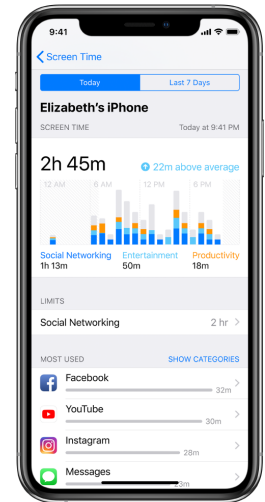 9:41
Screen Time
Today Last 7 Days
Elizabeth's iPhone
SCREEN TIME Today at 9:41 PM
2h 45m 22m above average
12 AM 6 AM 12 PM 6 PM
Social Networking Entertainment Productivity
1h 13m 50m 18m
LIMITS
Social Networking 2 hr
MOST USED SHOW CATEGORIES
Facebook
32m
YouTube
30m
Instagram
28m
Messages
23m